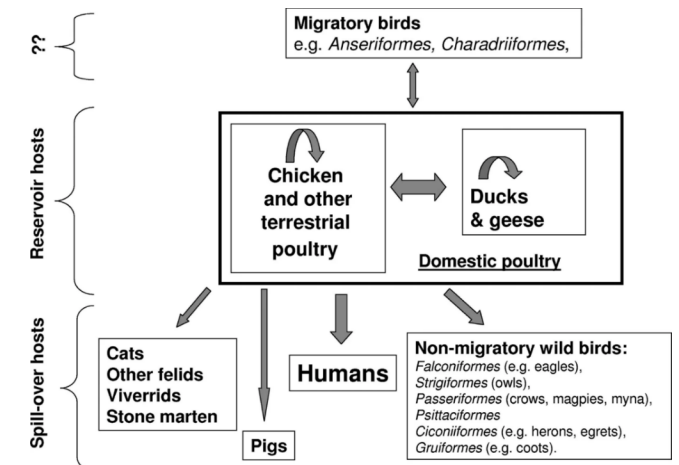 ??
Migratory birds
e.g. Anseriformes, Charadriiformes,
Reservoir hosts
Chicken
and other
terrestrial
poultry
Ducks
& geese
Domestic poultry
Spill-over hosts
Cats
Other felids
Viverrids
Stone marten
Pigs
Humans
Non-migratory wild birds:
Falconiformes (e.g. eagles),
Strigiformes (owls),
Passeriformes (crows, magpies, myna),
Psittaciformes
Ciconiiformes (e.g. herons, egrets),
Gruiformes (e.g. coots).